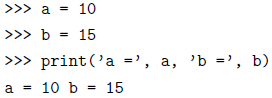 >>> a = 10
>>> b = 15
>>> print(’a =’, a, ’b =’, b)
a = 10 b = 15